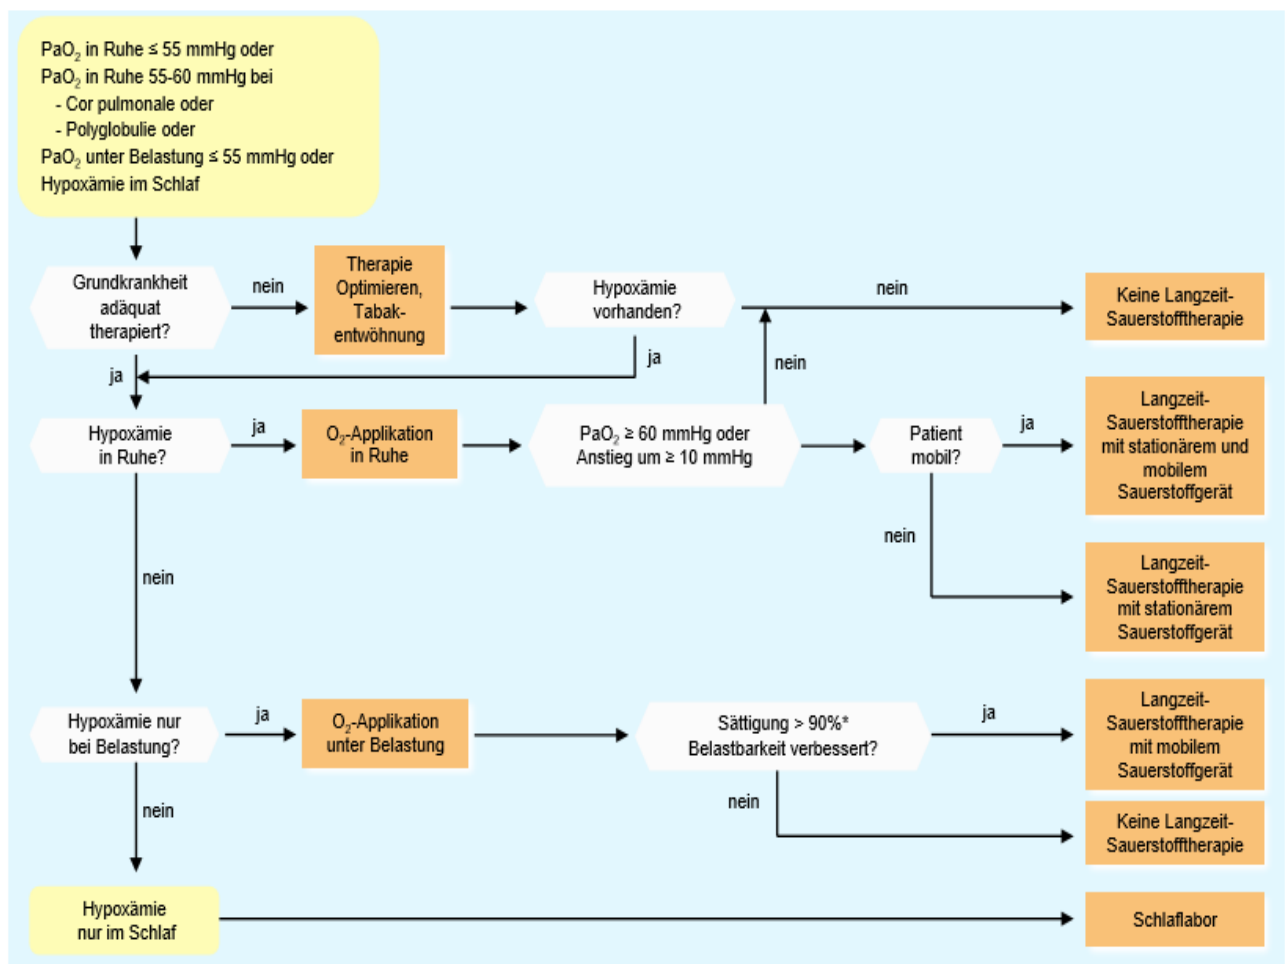 PaO₂ in Ruhe ≤ 55 mmHg oder
PaO₂ in Ruhe 55-60 mmHg bei
- Cor pulmonale oder
- Polyglobulie oder
PaO₂ unter Belastung ≤ 55 mmHg oder
Hypoxämie im Schlaf
Grundkrankheit
adäquat
therapiert?
nein
Therapie
Optimieren,
Tabak-
entwöhnung
Hypoxämie
vorhanden?
nein
Keine Langzeit-
Sauerstofftherapie
ja
ja
nein
Hypoxämie
in Ruhe?
ja
O₂-Applikation
in Ruhe
PaO₂ ≥ 60 mmHg oder
Anstieg um ≥ 10 mmHg
Patient
mobil?
ja
Langzeit-
Sauerstofftherapie
mit stationärem und
mobilem
Sauerstoffgerät
nein
nein
Langzeit-
Sauerstofftherapie
mit stationärem
Sauerstoffgerät
Hypoxämie nur
bei Belastung?
ja
O₂-Applikation
unter Belastung
Sättigung > 90%*
Belastbarkeit verbessert?
ja
Langzeit-
Sauerstofftherapie
mit mobilem
Sauerstoffgerät
nein
nein
Keine Langzeit-
Sauerstofftherapie
Hypoxämie
nur im Schlaf
Schlaflabor